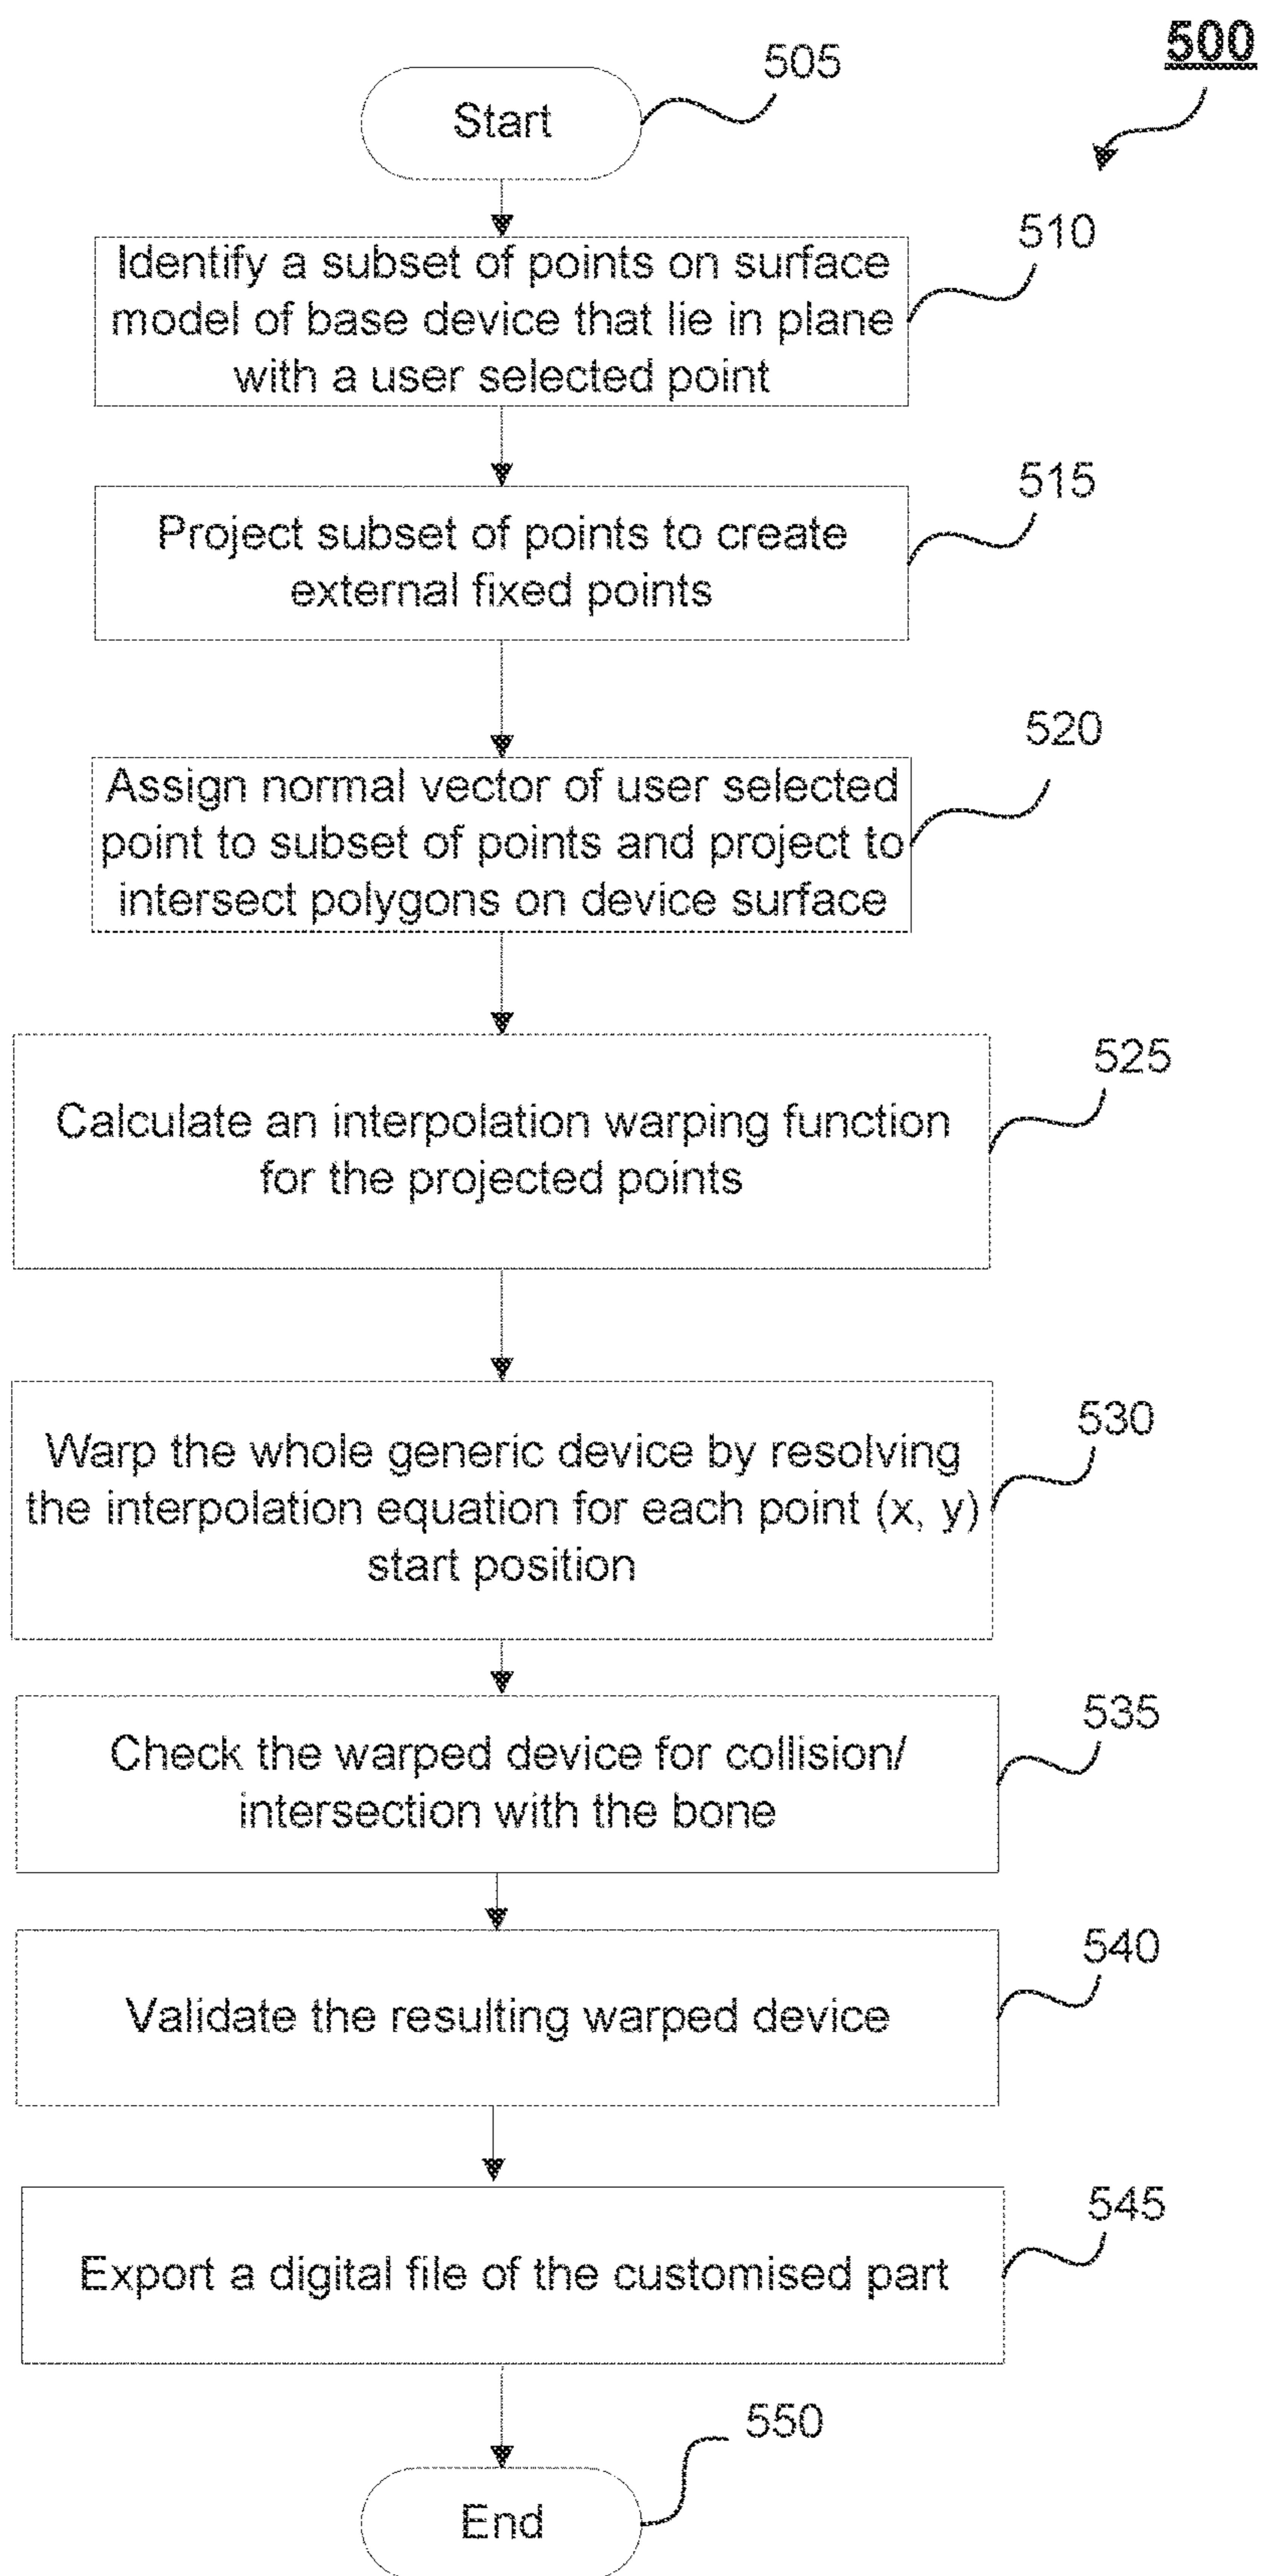 500
505
Start
510
Identify a subset of points on surface
model of base device that lie in plane
with a user selected point
515
Project subset of points to create
external fixed points
520
Assign normal vector of user selected
point to subset of points and project to
intersect polygons on device surface
525
Calculate an interpolation warping function
for the projected points
530
Warp the whole generic device by resolving
the interpolation equation for each point (x, y)
start position
535
Check the warped device for collision/
intersection with the bone
540
Validate the resulting warped device
545
Export a digital file of the customised part
550
End